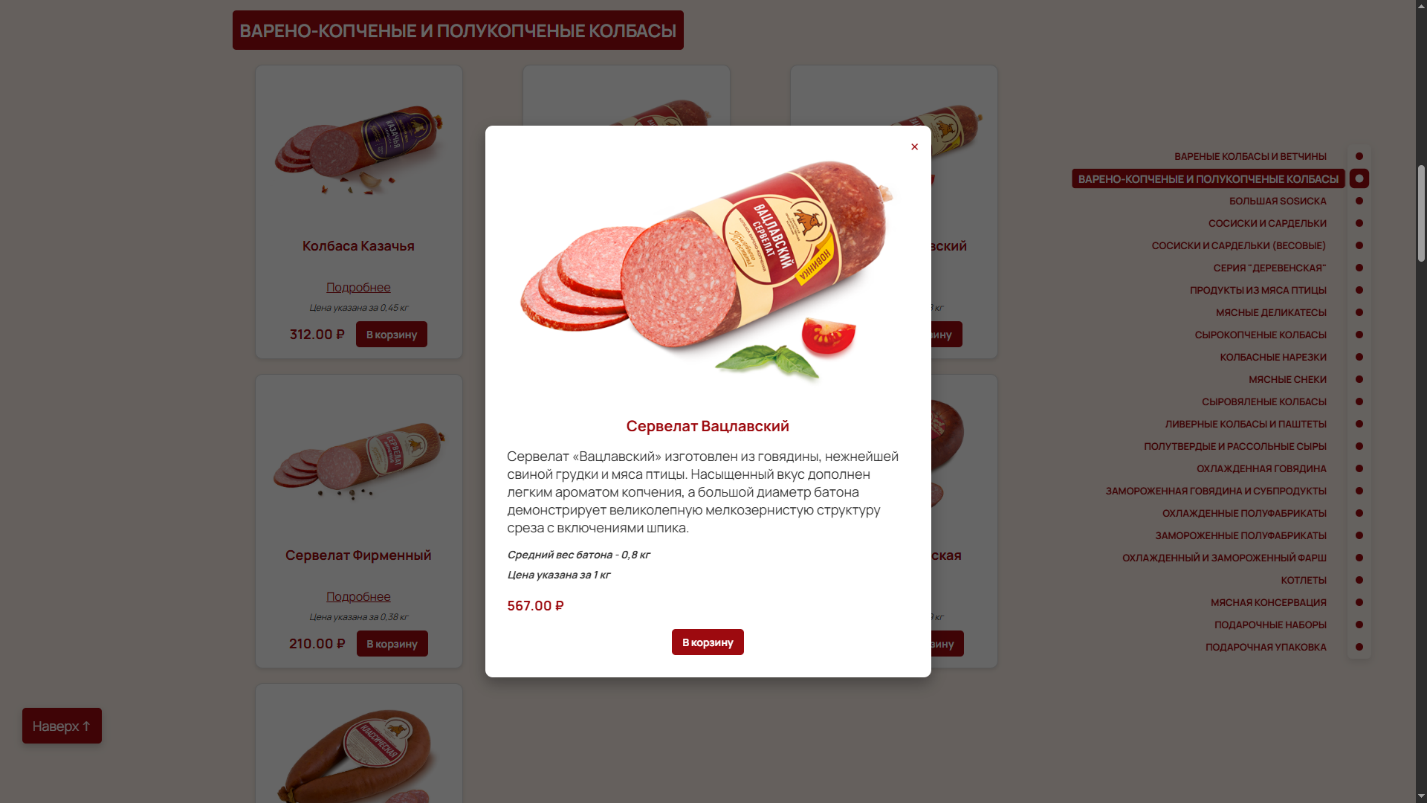 ВАРЕНО-КОПЧЕНЫЕ И ПОЛУКОПЧЕНЫЕ КОЛБАСЫ
КАЗАЧЬЯ
Колбаса Казачья
Подробнее
Цена указана за 0,45 кг
312.00 ₽
В корзину
СЕРВЕЛАТ
Сервелат Фирменный
Подробнее
Цена указана за 0,38 кг
210.00 ₽
В корзину
КЛАССИЧЕСКАЯ
×
ВАЦЛАВСКИЙ
СЕРВЕЛАТ
НОВИНКА
Сервелат Вацлавский
Сервелат «Вацлавский» изготовлен из говядины, нежнейшей
свиной грудки и мяса птицы. Насыщенный вкус дополнен
легким ароматом копчения, а большой диаметр батона
демонстрирует великолепную мелкозернистую структуру
среза с включениями шпика.
Средний вес батона - 0,8 кг
Цена указана за 1 кг
567.00 ₽
В корзину
ВАРЕНЫЕ КОЛБАСЫ И ВЕТЧИНЫ
ВАРЕНО-КОПЧЕНЫЕ И ПОЛУКОПЧЕНЫЕ КОЛБАСЫ
БОЛЬШАЯ SOSИСКА
СОСИСКИ И САРДЕЛЬКИ
СОСИСКИ И САРДЕЛЬКИ (ВЕСОВЫЕ)
СЕРИЯ "ДЕРЕВЕНСКАЯ"
ПРОДУКТЫ ИЗ МЯСА ПТИЦЫ
МЯСНЫЕ ДЕЛИКАТЕСЫ
СЫРОКОПЧЕНЫЕ КОЛБАСЫ
КОЛБАСНЫЕ НАРЕЗКИ
МЯСНЫЕ СНЕКИ
СЫРОВЯЛЕНЫЕ КОЛБАСЫ
ЛИВЕРНЫЕ КОЛБАСЫ И ПАШТЕТЫ
ПОЛУТВЕРДЫЕ И РАССОЛЬНЫЕ СЫРЫ
ОХЛАЖДЕННАЯ ГОВЯДИНА
ЗАМОРОЖЕННАЯ ГОВЯДИНА И СУБПРОДУКТЫ
ОХЛАЖДЕННЫЕ ПОЛУФАБРИКАТЫ
ЗАМОРОЖЕННЫЕ ПОЛУФАБРИКАТЫ
ОХЛАЖДЕННЫЙ И ЗАМОРОЖЕННЫЙ ФАРШ
КОТЛЕТЫ
МЯСНАЯ КОНСЕРВАЦИЯ
ПОДАРОЧНЫЕ НАБОРЫ
ПОДАРОЧНАЯ УПАКОВКА
Наверх ↑